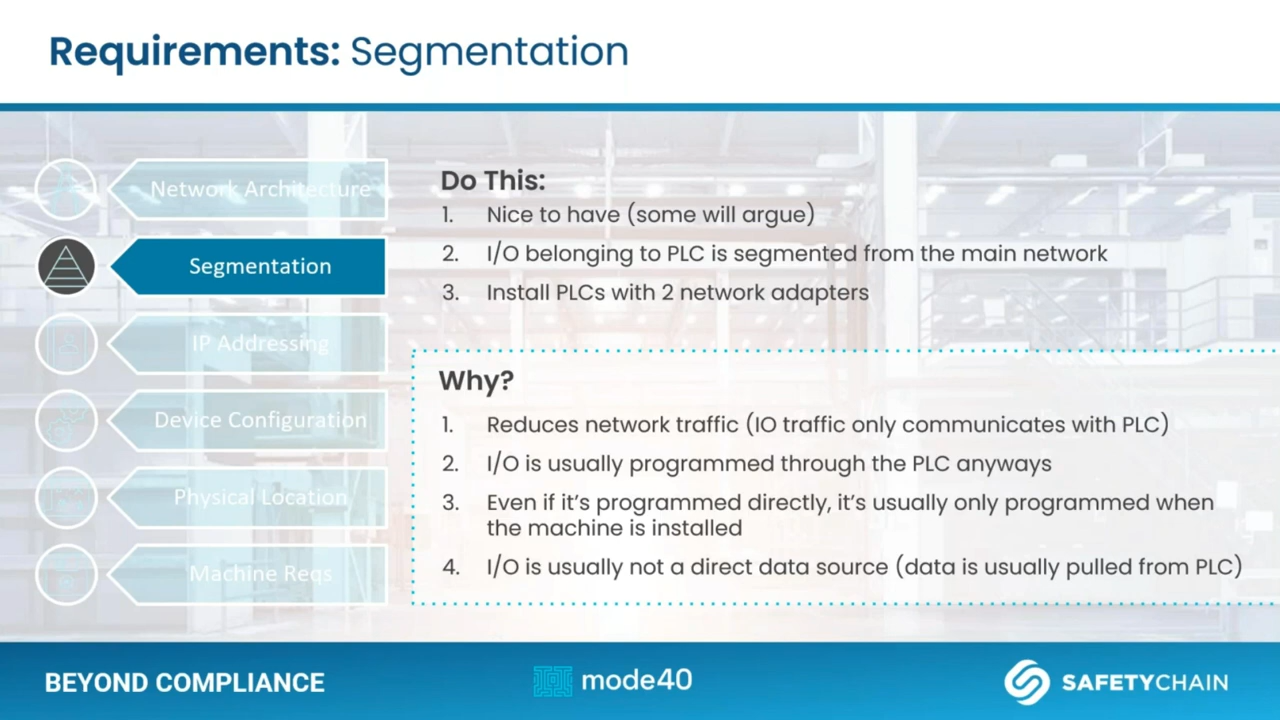 Requirements: Segmentation
Network Architecture
Segmentation
IP Addressing
Device Configuration
Physical Location
Machine Reqs
Do This:
1. Nice to have (some will argue)
2. I/O belonging to PLC is segmented from the main network
3. Install PLCs with 2 network adapters
Why?
1. Reduces network traffic (IO traffic only communicates with PLC)
2. I/O is usually programmed through the PLC anyways
3. Even if it’s programmed directly, it’s usually only programmed when
the machine is installed
4. I/O is usually not a direct data source (data is usually pulled from PLC)
BEYOND COMPLIANCE
mode40
SAFETYCHAIN